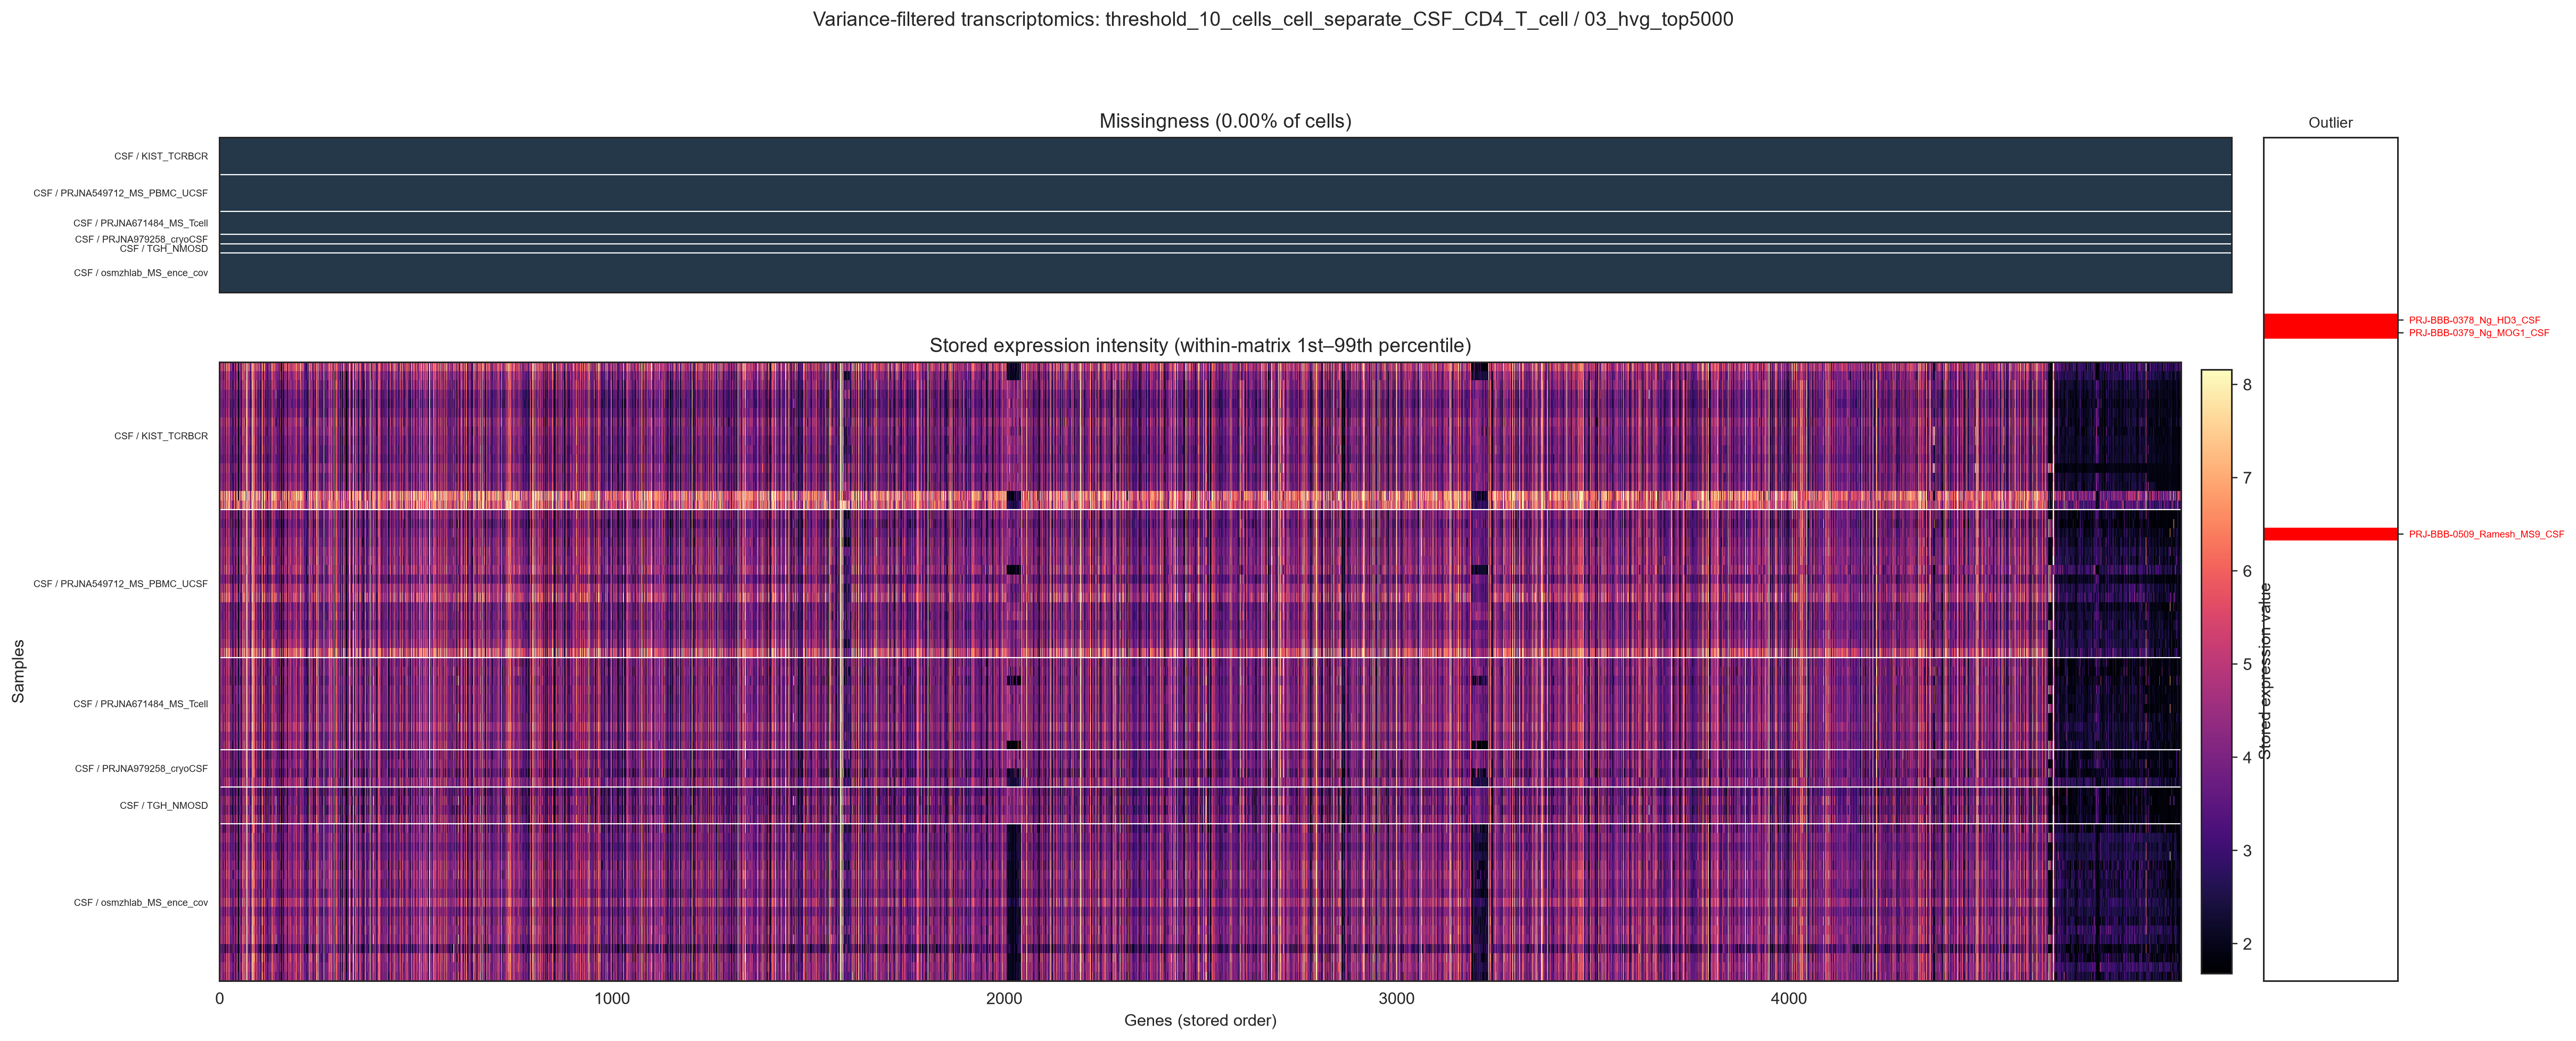 Variance-filtered transcriptomics: threshold_10_cells_cell_separate_CSF_CD4_T_cell / 03_hvg_top5000
Missingness (0.00% of cells)
Outlier
CSF / KIST_TCRBCR
CSF / PRJNA549712_MS_PBMC_UCSF
CSF / PRJNA671484_MS_Tcell
CSF / PRJNA979258_cryoCSF
CSF / TGH_NMOSD
CSF / osmzhlab_MS_ence_cov
PRJ-BBB-0378_Ng_HD3_CSF
PRJ-BBB-0379_Ng_MOG1_CSF
PRJ-BBB-0509_Ramesh_MS9_CSF
Stored expression intensity (within-matrix 1st–99th percentile)
Samples
CSF / KIST_TCRBCR
CSF / PRJNA549712_MS_PBMC_UCSF
CSF / PRJNA671484_MS_Tcell
CSF / PRJNA979258_cryoCSF
CSF / TGH_NMOSD
CSF / osmzhlab_MS_ence_cov
8
7
6
5
4
3
2
Stored expression value
0 1000 2000 3000 4000
Genes (stored order)